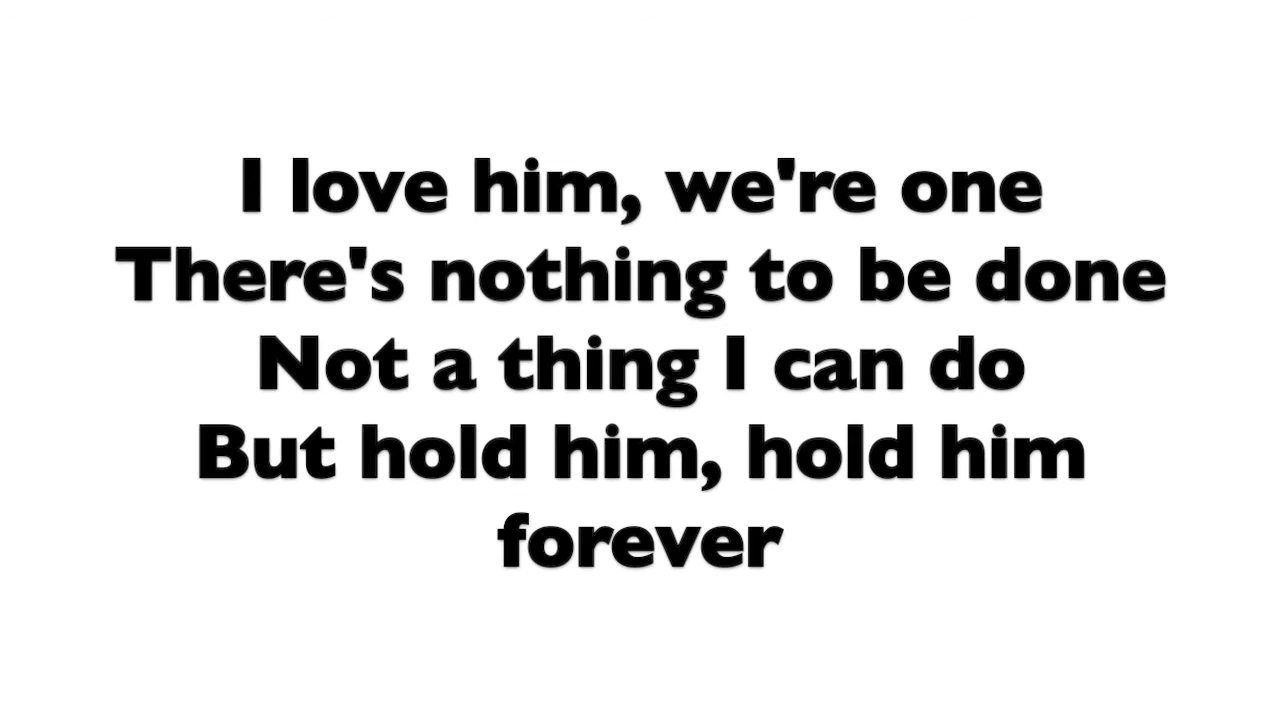 I love him, we're one
There's nothing to be done
Not a thing I can do
But hold him, hold him
forever